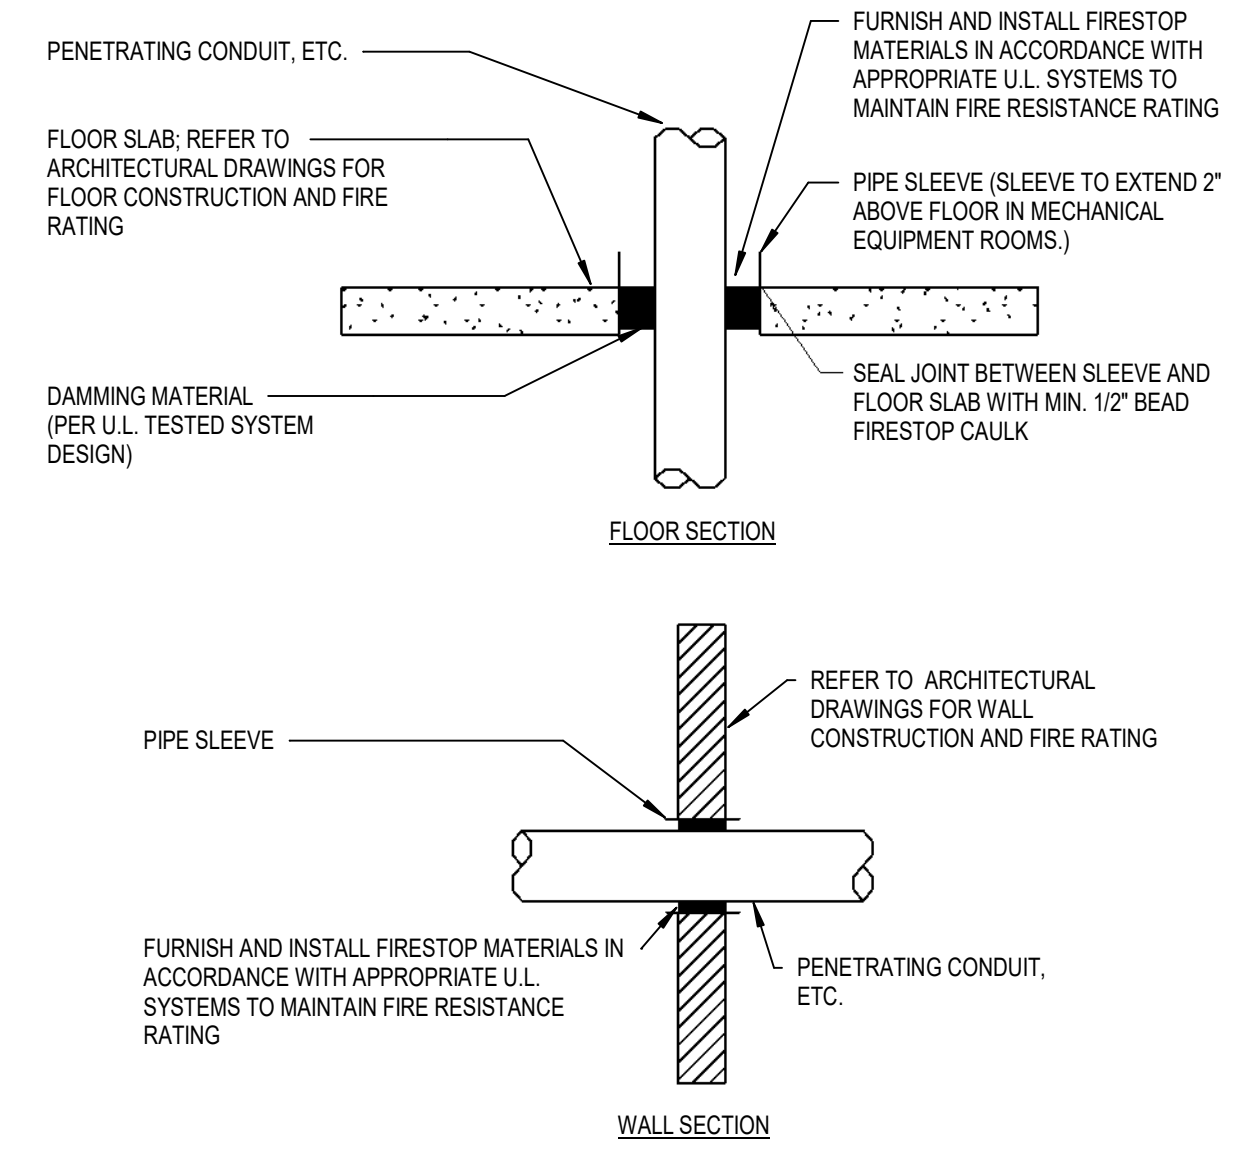 PENETRATING CONDUIT, ETC.
FURNISH AND INSTALL FIRESTOP
MATERIALS IN ACCORDANCE WITH
APPROPRIATE U.L. SYSTEMS TO
MAINTAIN FIRE RESISTANCE RATING
FLOOR SLAB; REFER TO
ARCHITECTURAL DRAWINGS FOR
FLOOR CONSTRUCTION AND FIRE
RATING
PIPE SLEEVE (SLEEVE TO EXTEND 2"
ABOVE FLOOR IN MECHANICAL
EQUIPMENT ROOMS.)
DAMMING MATERIAL
(PER U.L. TESTED SYSTEM
DESIGN)
SEAL JOINT BETWEEN SLEEVE AND
FLOOR SLAB WITH MIN. 1/2" BEAD
FIRESTOP CAULK
FLOOR SECTION
REFER TO ARCHITECTURAL
DRAWINGS FOR WALL
CONSTRUCTION AND FIRE RATING
PIPE SLEEVE
FURNISH AND INSTALL FIRESTOP MATERIALS IN
ACCORDANCE WITH APPROPRIATE U.L.
SYSTEMS TO MAINTAIN FIRE RESISTANCE
RATING
PENETRATING CONDUIT,
ETC.
WALL SECTION